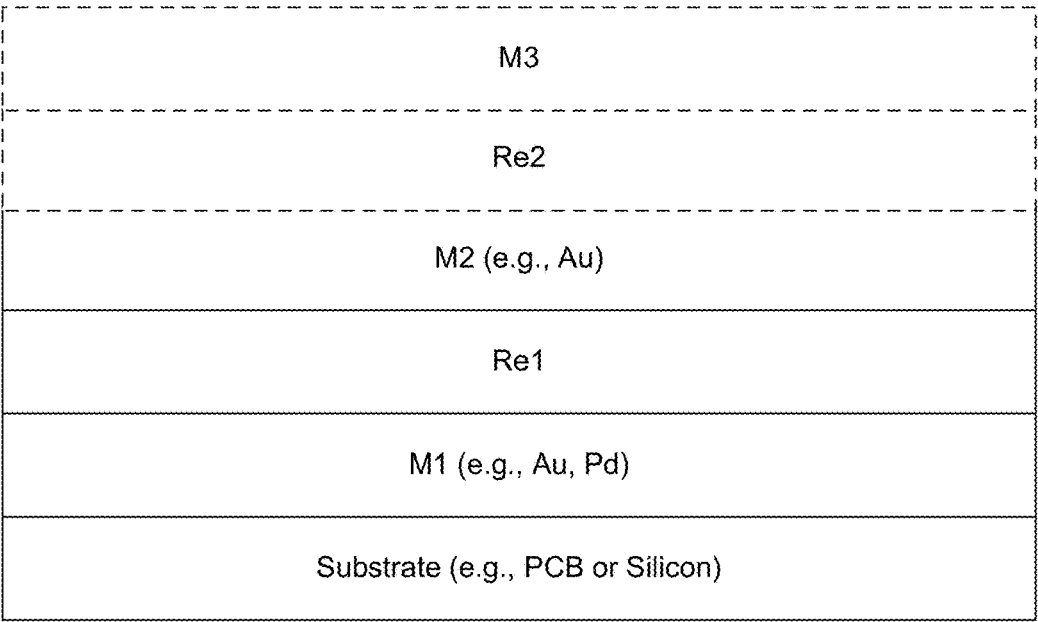 M3
Re2
M2 (e.g., Au)
Re1
M1 (e.g., Au, Pd)
Substrate (e.g., PCB or Silicon)